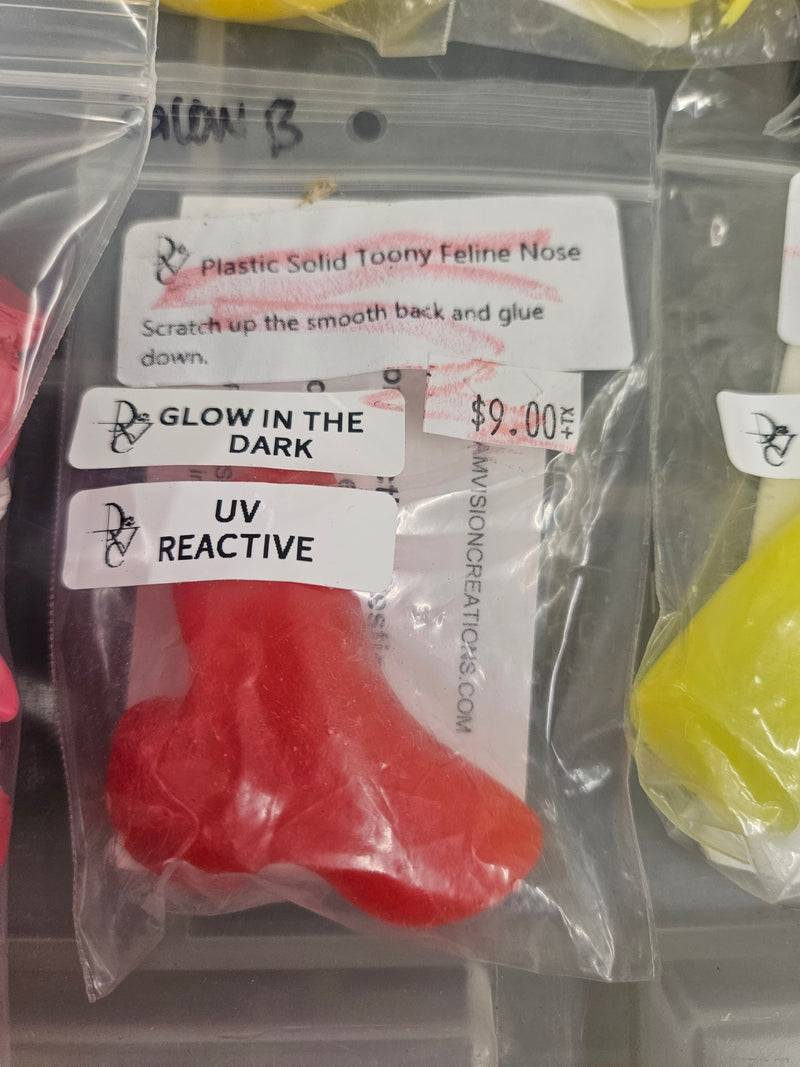 GLOW B
Plastic Solid Toony Feline Nose
Scratch up the smooth back and glue
down.
$9.00
+TX
GLOW IN THE
DARK
UV
REACTIVE
AMVISIONCREATIONS.COM